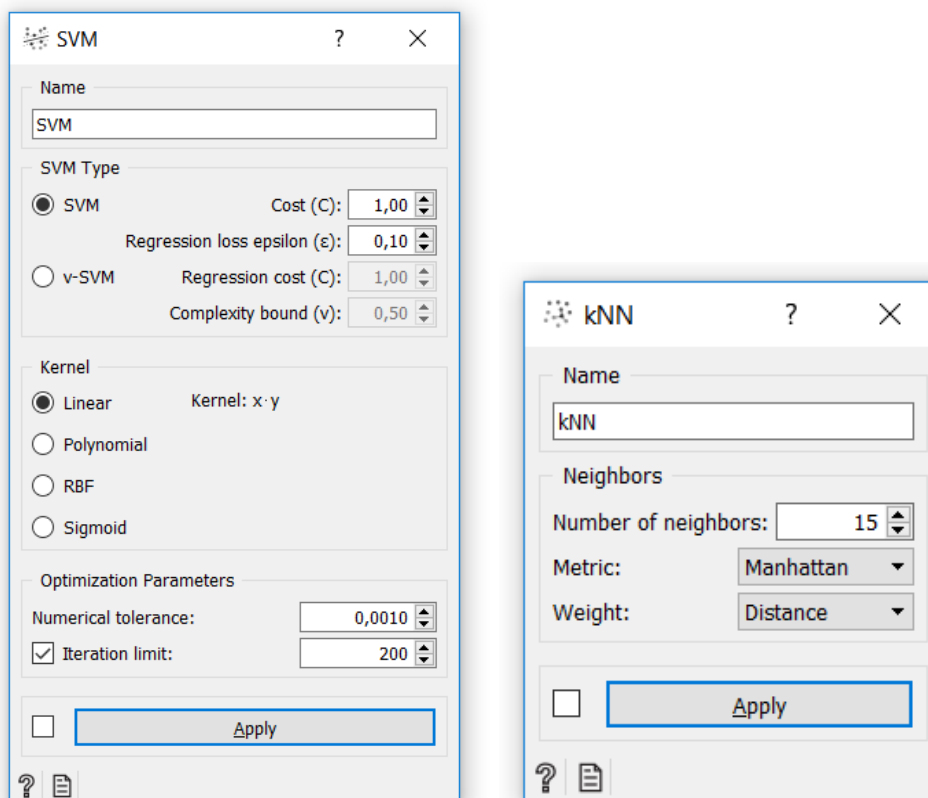 SVM ?
Name
SVM
SVM Type
SVM Cost (C): 1,00
Regression loss epsilon (ε): 0,10
ν-SVM Regression cost (C): 1,00
Complexity bound (ν): 0,50
Kernel
Linear Kernel: x·y
Polynomial
RBF
Sigmoid
Optimization Parameters
Numerical tolerance: 0,0010
Iteration limit: 200
Apply
?
kNN ?
Name
kNN
Neighbors
Number of neighbors: 15
Metric: Manhattan
Weight: Distance
Apply
?